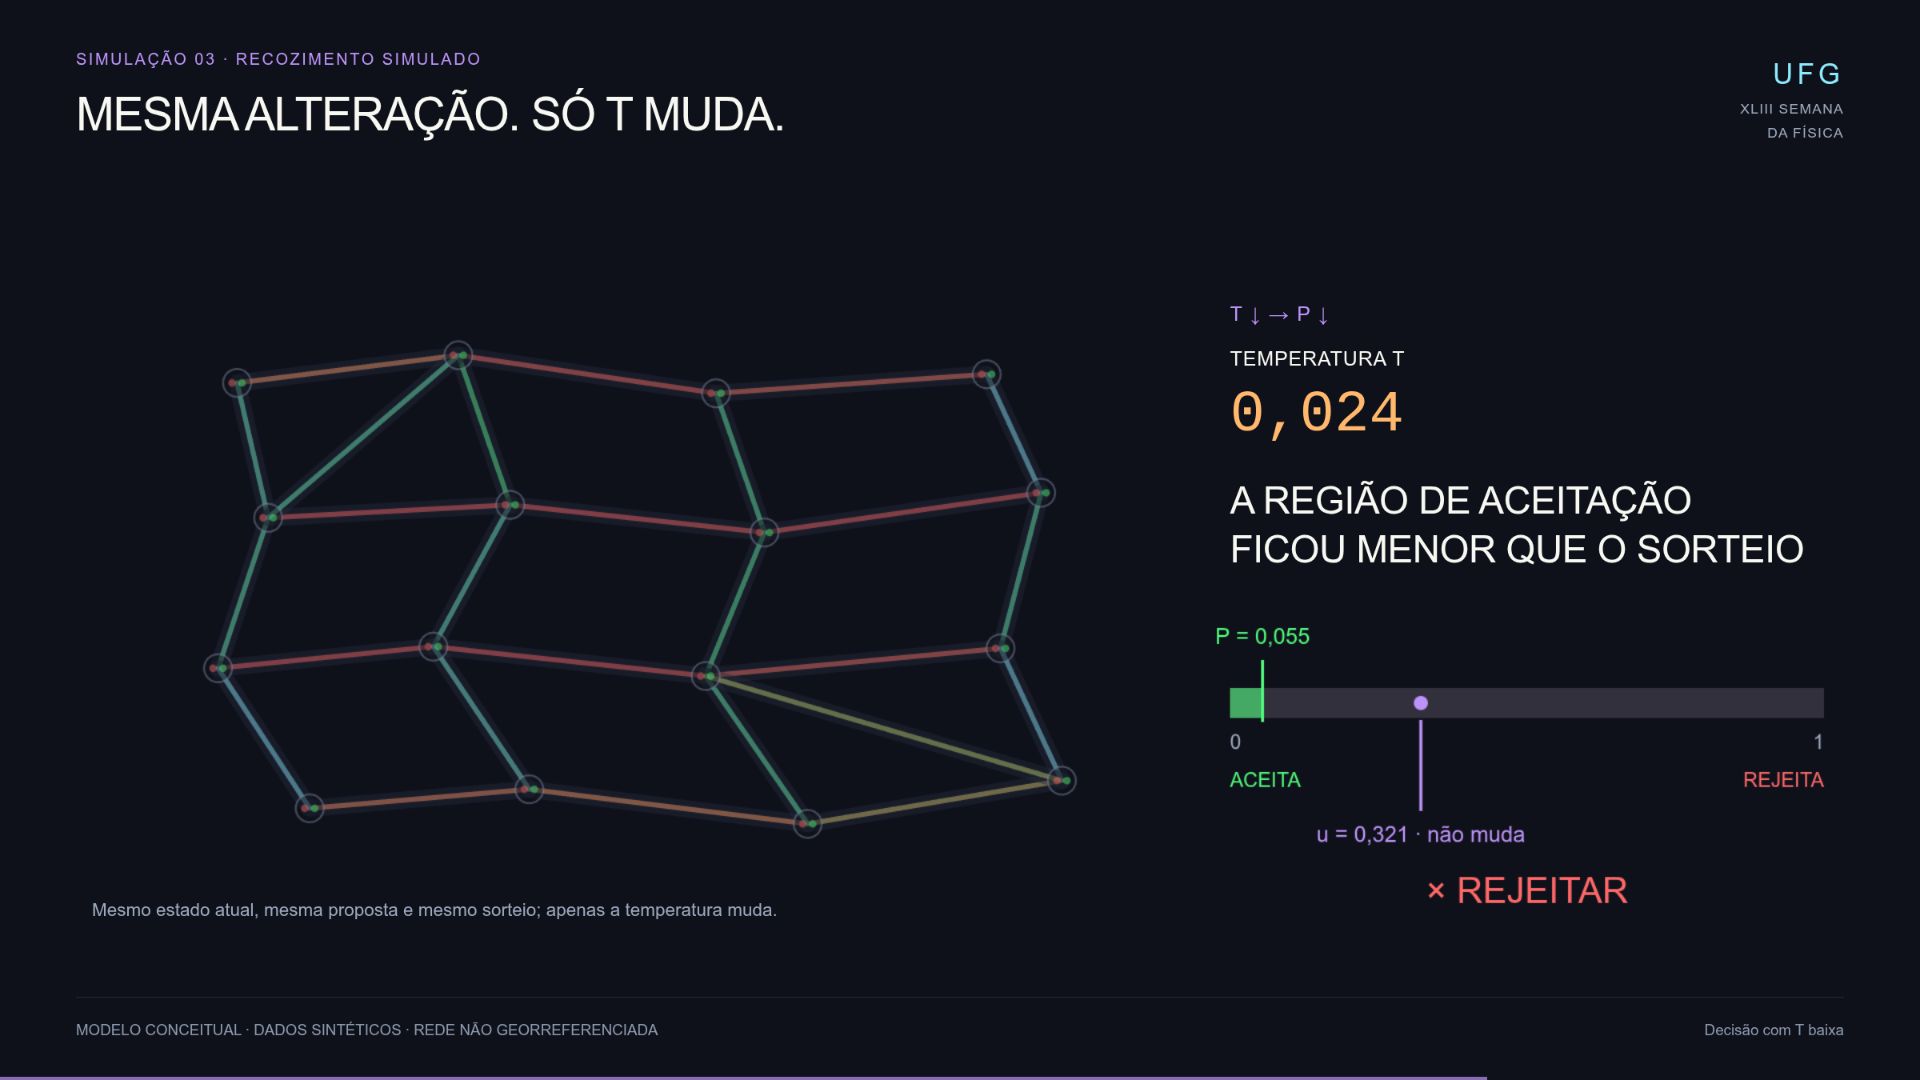 SIMULAÇÃO 03 · RECOZIMENTO SIMULADO
MESMA ALTERAÇÃO. SÓ T MUDA.
UFG
XLIII SEMANA
DA FÍSICA
T ↓ → P ↓
TEMPERATURA T
0,024
A REGIÃO DE ACEITAÇÃO
FICOU MENOR QUE O SORTEIO
P = 0,055
0 1
ACEITA REJEITA
u = 0,321 · não muda
× REJEITAR
Mesmo estado atual, mesma proposta e mesmo sorteio; apenas a temperatura muda.
MODELO CONCEITUAL · DADOS SINTÉTICOS · REDE NÃO GEORREFERENCIADA
Decisão com T baixa